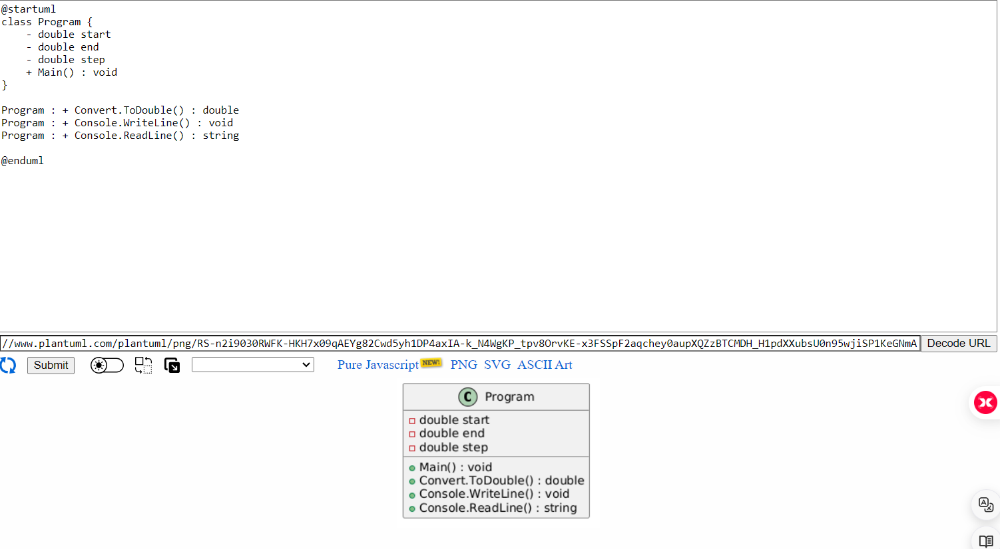 @startuml
class Program {
    - double start
    - double end
    - double step
    + Main() : void
}
Program : + Convert.ToDouble() : double
Program : + Console.WriteLine() : void
Program : + Console.ReadLine() : string
@enduml
//www.plantuml.com/plantuml/png/RS-n2i9030RWFK-HKH7x09qAEYg82Cwd5yh1DP4axIA-k_N4WgKP_tpv8OrvKE-x3FSSpF2aqchey0aupXQZzBTCMDH_H1pdXXubsU0n95wjiSP1KeGNmA Decode URL
Submit Pure Javascript NEW! PNG SVG ASCII Art
C Program
double start
double end
double step
Main() : void
Convert.ToDouble() : double
Console.WriteLine() : void
Console.ReadLine() : string